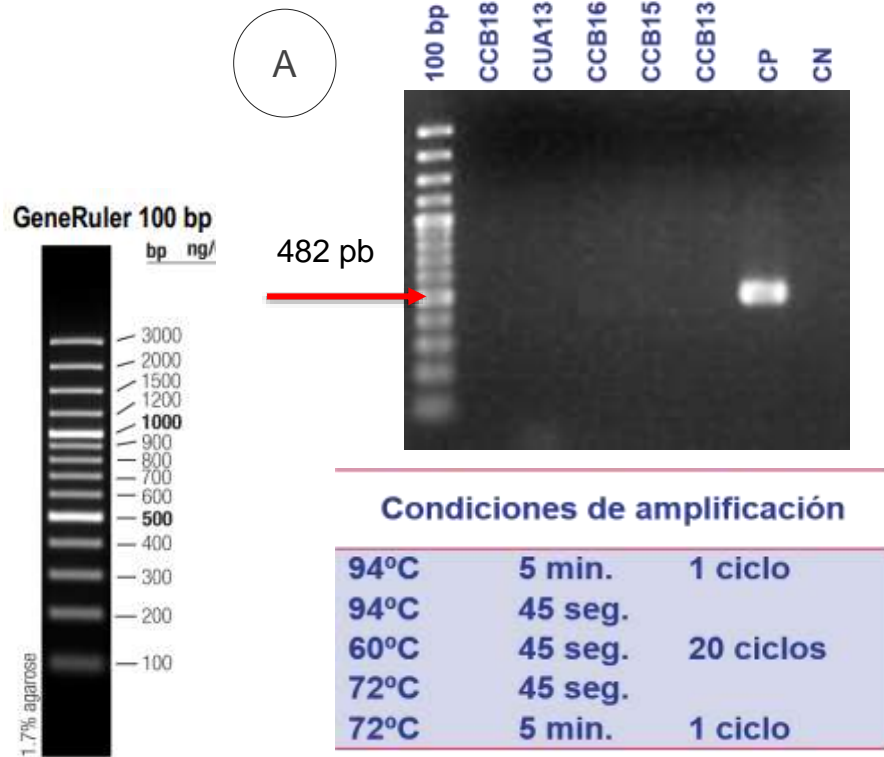 A
100 bp
CCB18
CUA13
CCB16
CCB15
CCB13
CP
CN
GeneRuler 100 bp
bp ng/
3000
2000
1500
1200
1000
900
800
700
600
500
400
300
200
100
1.7% agarose
482 pb
Condiciones de amplificación
94ºC 5 min. 1 ciclo
94ºC 45 seg.
60ºC 45 seg. 20 ciclos
72ºC 45 seg.
72ºC 5 min. 1 ciclo